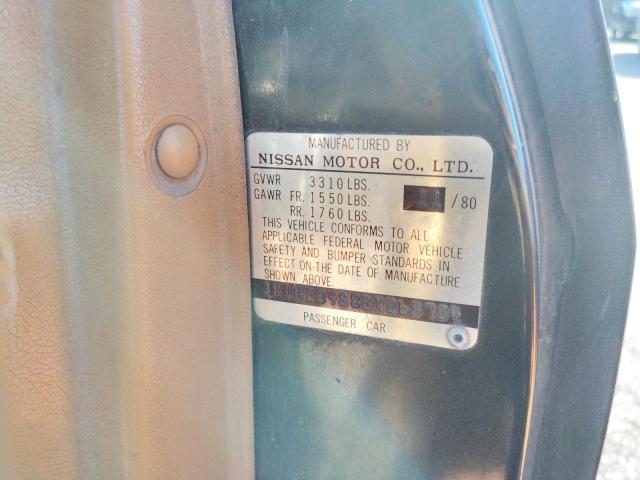 MANUFACTURED BY
NISSAN MOTOR CO., LTD.
GVWR 3310 LBS.
GAWR FR. 1550 LBS. 11/80
RR. 1760 LBS.
THIS VEHICLE CONFORMS TO ALL
APPLICABLE FEDERAL MOTOR VEHICLE
SAFETY AND BUMPER STANDARDS IN
EFFECT ON THE DATE OF MANUFACTURE
SHOWN ABOVE.
PASSENGER CAR